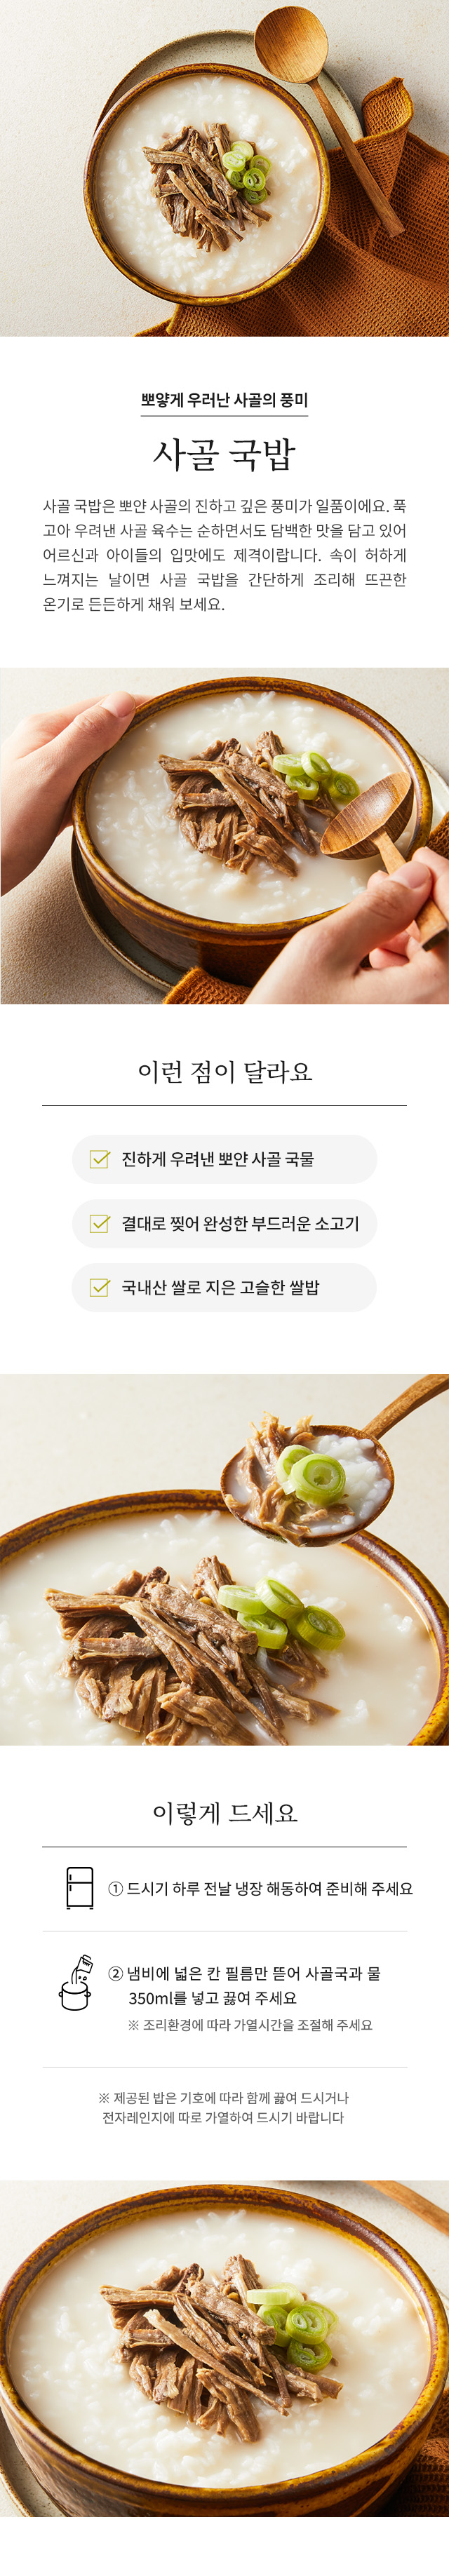 뽀얗게 우러난 사골의 풍미
사골 국밥
사골 국밥은 뽀얀 사골의 진하고 깊은 풍미가 일품이에요. 푹
고아 우려낸 사골 육수는 순하면서도 담백한 맛을 담고 있어
어르신과 아이들의 입맛에도 제격이랍니다. 속이 허하게
느껴지는 날이면 사골 국밥을 간단하게 조리해 뜨끈한
온기로 든든하게 채워 보세요.
이런 점이 달라요
진하게 우려낸 뽀얀 사골 국물
결대로 찢어 완성한 부드러운 소고기
국내산 쌀로 지은 고슬한 쌀밥
이렇게 드세요
① 드시기 하루 전날 냉장 해동하여 준비해 주세요
② 냄비에 넓은 칸 필름만 뜯어 사골국과 물
350ml를 넣고 끓여 주세요
※ 조리환경에 따라 가열시간을 조절해 주세요
※ 제공된 밥은 기호에 따라 함께 끓여 드시거나
전자레인지에 따로 가열하여 드시기 바랍니다